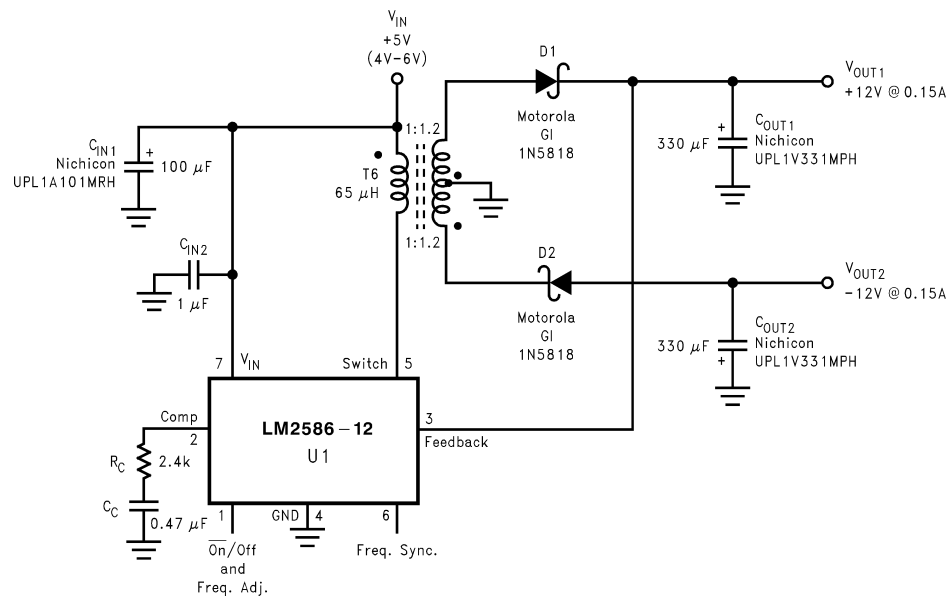 V_IN
+5V
(4V–6V)
D1
V_OUT1
+12V @ 0.15A
Motorola
GI
1N5818
C_IN1
Nichicon
UPL1A101MRH
+
100 μF
1:1.2
T6
65 μH
1:1.2
330 μF
+
C_OUT1
Nichicon
UPL1V331MPH
C_IN2
1 μF
D2
V_OUT2
−12V @ 0.15A
Motorola
GI
1N5818
330 μF
+
C_OUT2
Nichicon
UPL1V331MPH
7
V_IN
Switch
5
Comp
2
LM2586–12
U1
3
Feedback
R_C
2.4k
C_C
0.47 μF
1
GND
4
6
O̅n̅/Off
and
Freq. Adj.
Freq. Sync.